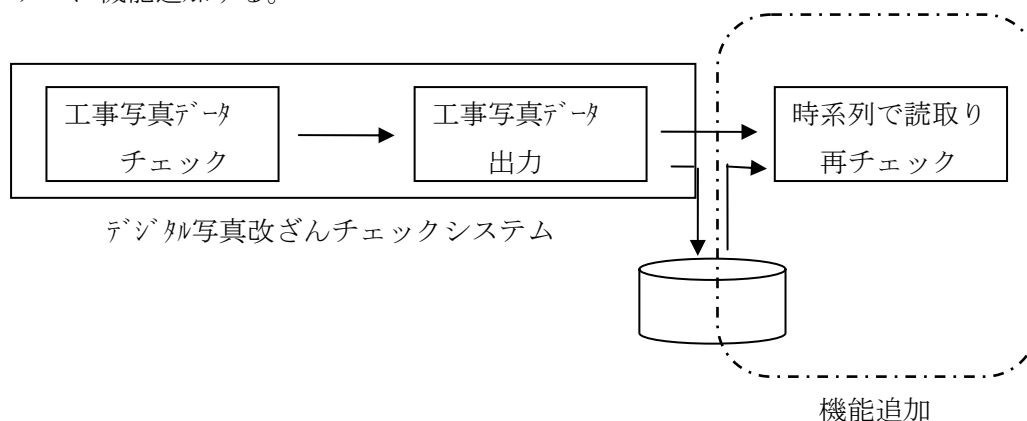 機能追加する。
工事写真ﾃﾞｰﾀ
チェック
工事写真ﾃﾞｰﾀ
出力
時系列で読取り
再チェック
ﾃﾞｼﾞﾀﾙ写真改ざんチェックシステム
機能追加